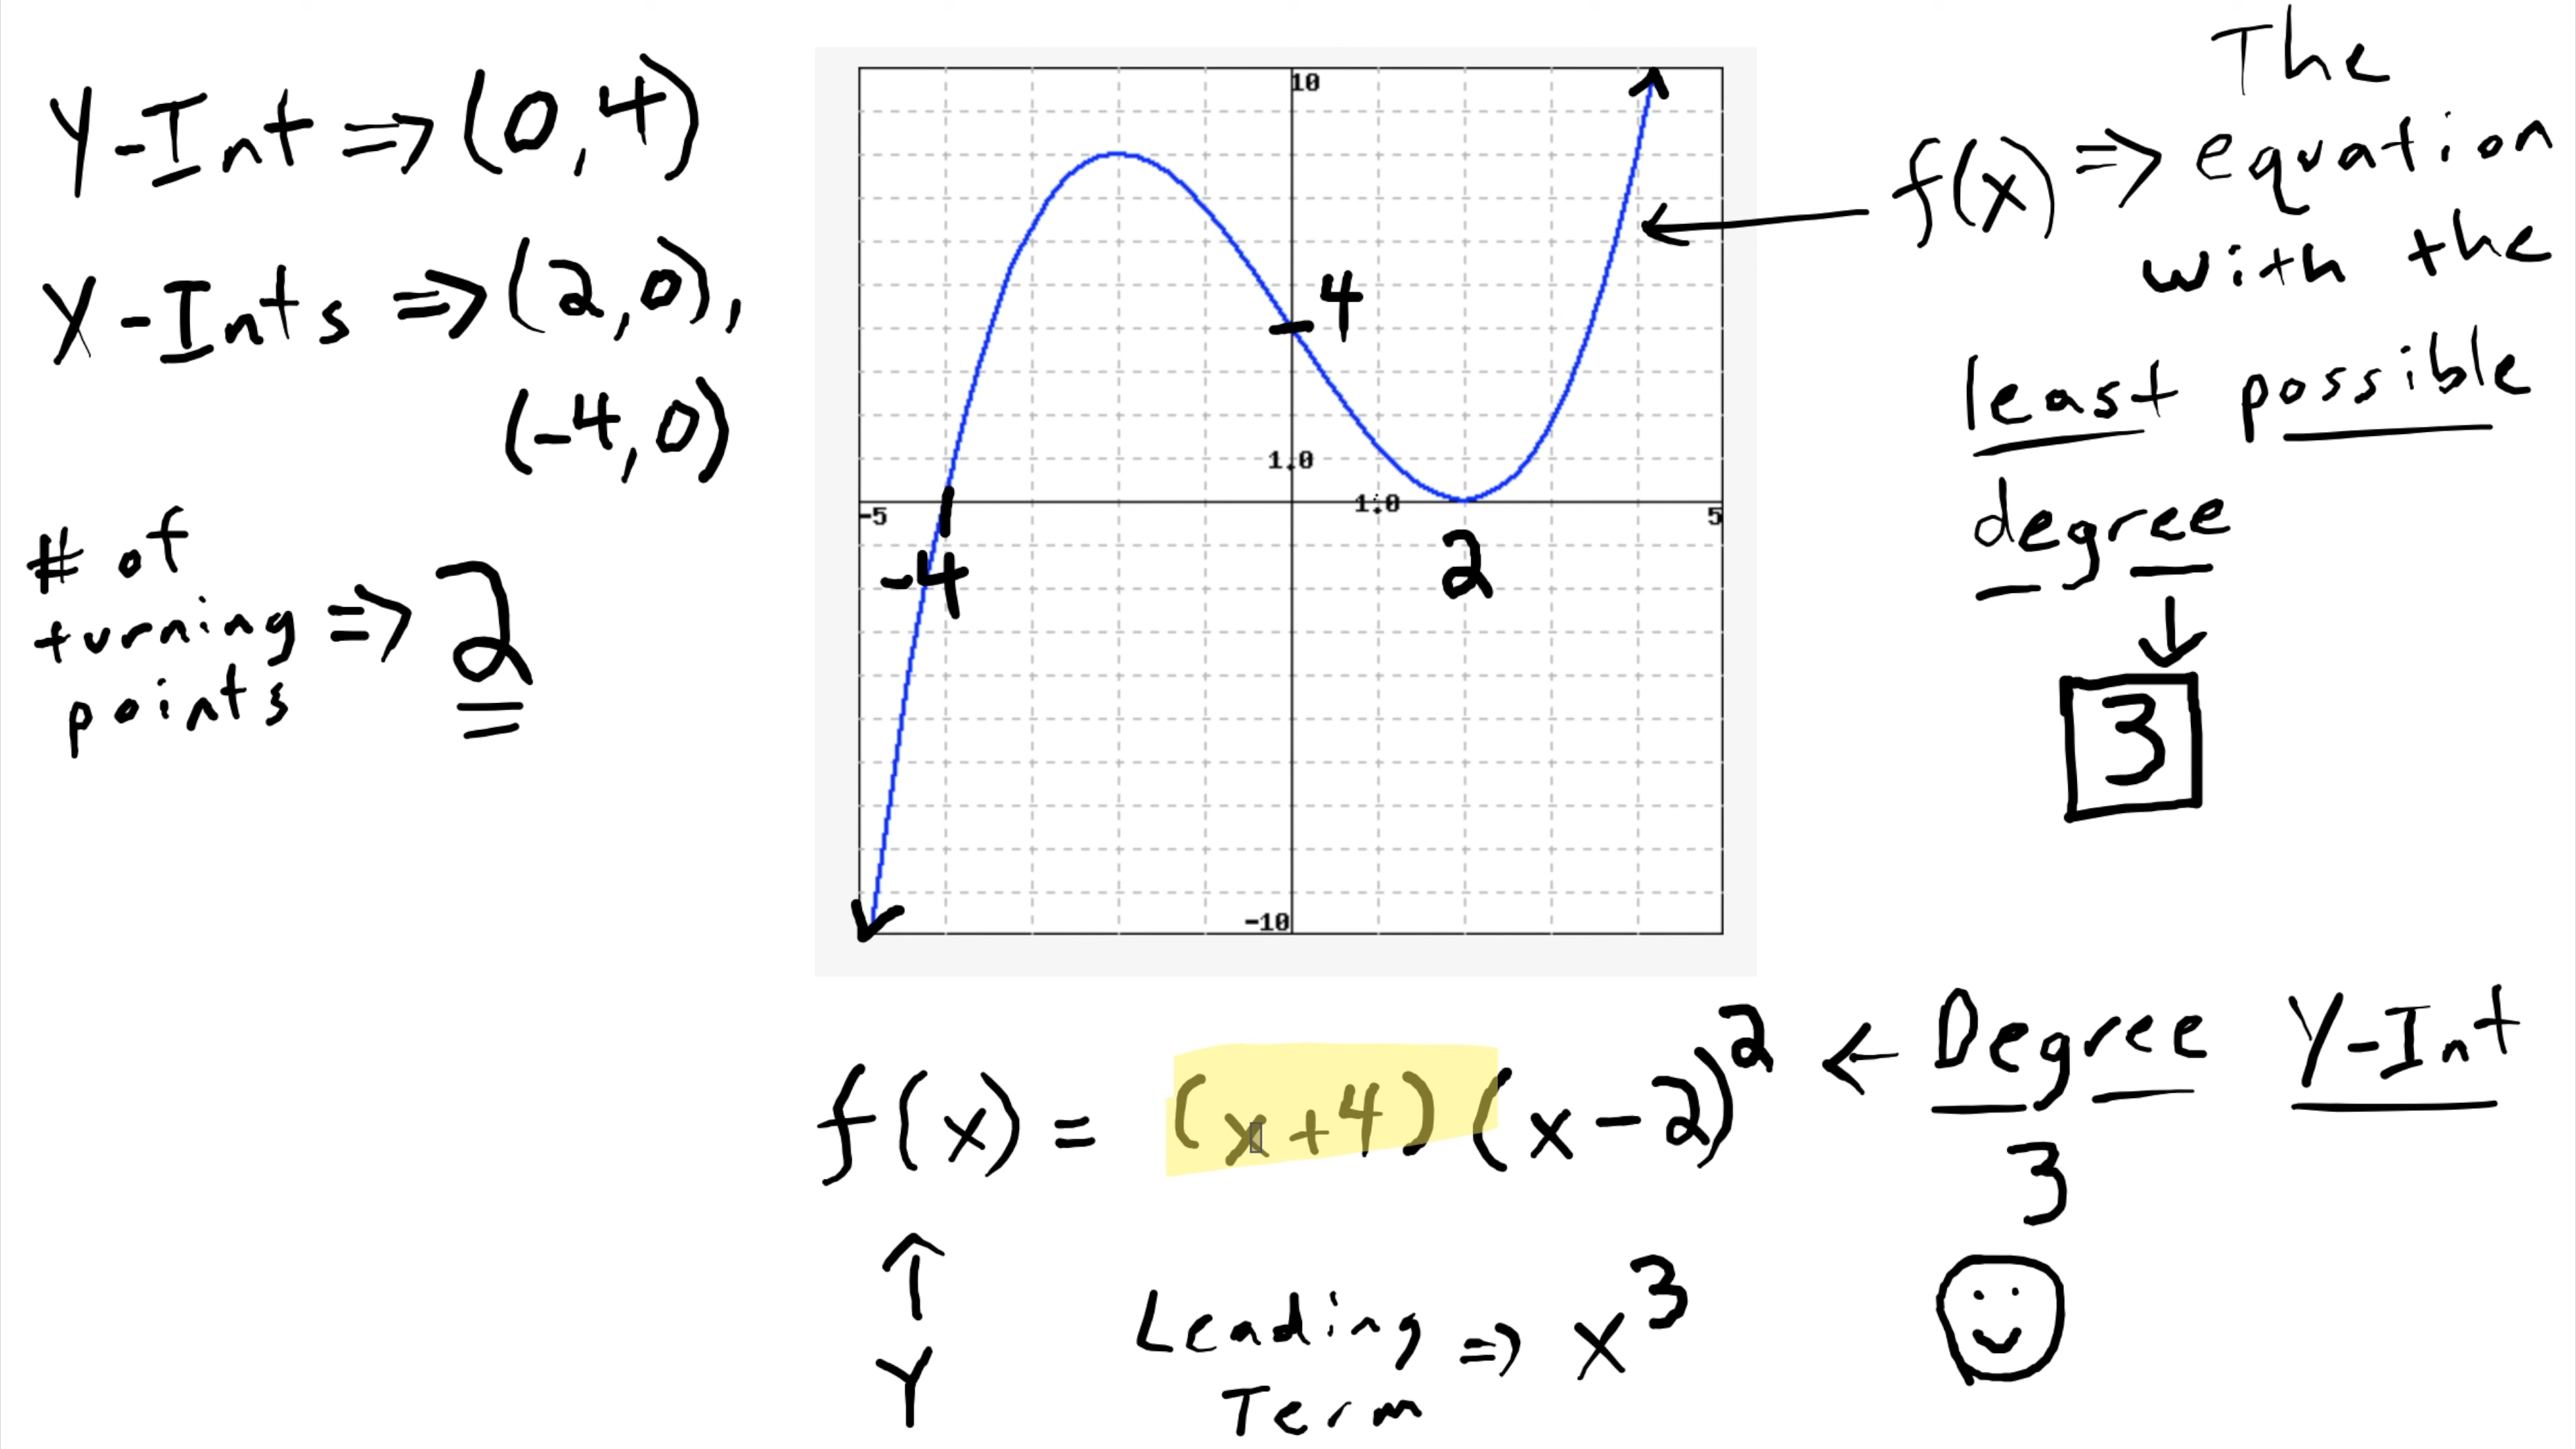 Y-Int => (0,4)
X-Ints => (2,0),
(-4,0)
# of
turning => 2
points
10
4
1.0
1.0
-5
5
-4
2
-10
The
f(x) => equation
with the
least possible
degree
3
f(x) = (x+4)(x-2)² ← Degree Y-Int
3
↑
Y
Leading => x³
Term